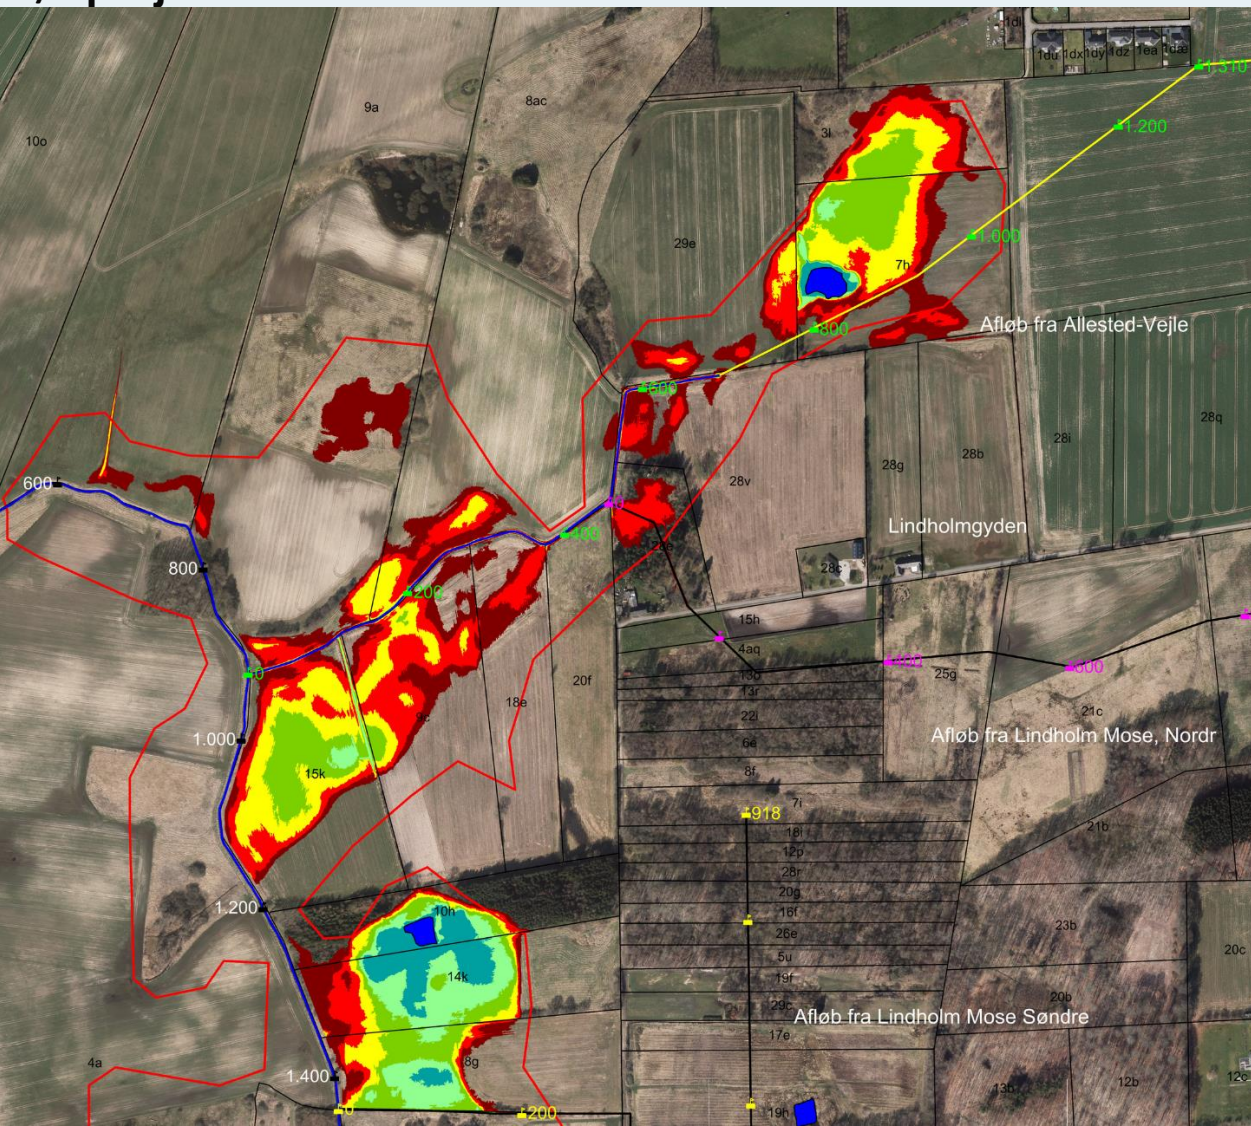 1di
1du
1dx
1dy
1dz
1ea
1dæ
1.310
9a
8ac
10o
3l
1.200
29e
1.000
7h
800
Afløb fra Allested-Vejle
600
28i
28q
28g
28b
28v
600
0
400
Lindholmgyden
800
28c
200
15h
4aq
0
13o
400
600
13r
25g
20f
18e
22i
21c
1.000
6e
Afløb fra Lindholm Mose, Nordr
15k
8f
7i
918
18i
21b
12p
28r
20g
1.200
10h
16f
23b
26e
20c
5u
14k
19f
20b
29c
Afløb fra Lindholm Mose Søndre
17e
4a
8g
1.400
13b
12b
12c
0
200
19h